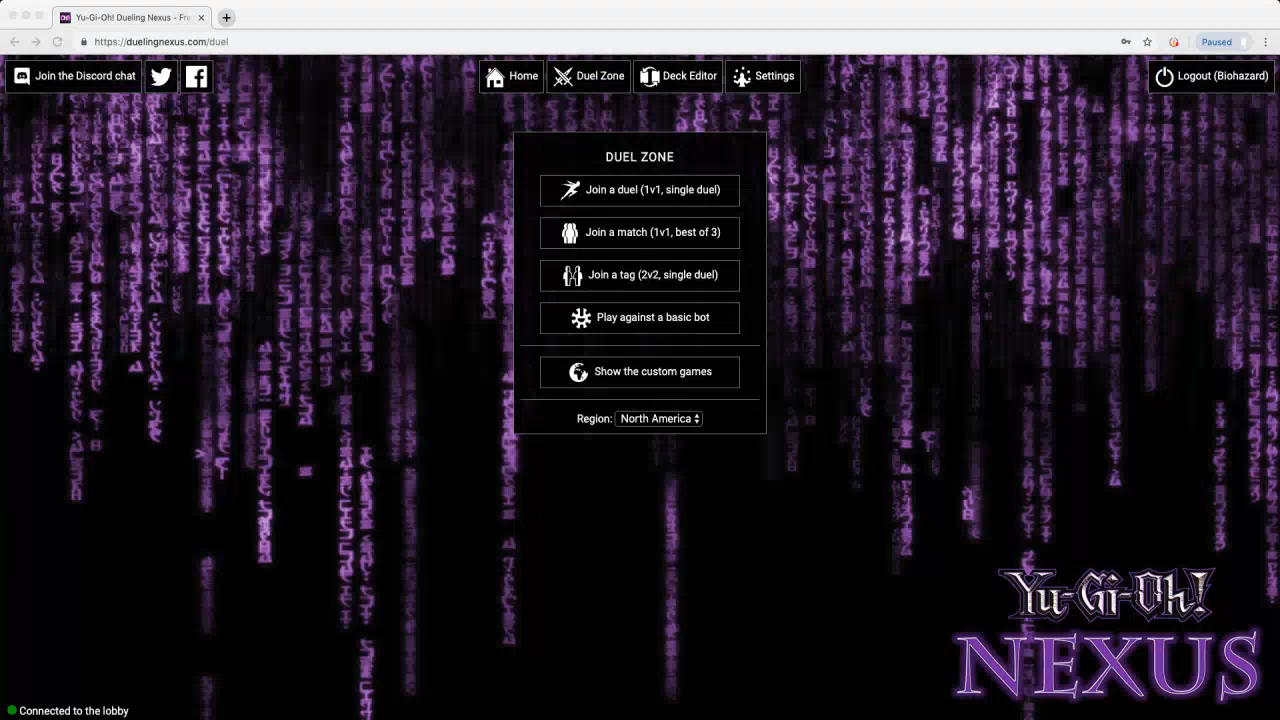 Yu-Gi-Oh! Dueling Nexus - Fre
https://duelingnexus.com/duel
Paused
Join the Discord chat
Home
Duel Zone
Deck Editor
Settings
Logout (Biohazard)
DUEL ZONE
Join a duel (1v1, single duel)
Join a match (1v1, best of 3)
Join a tag (2v2, single duel)
Play against a basic bot
Show the custom games
Region: North America
Yu-Gi-Oh!
NEXUS
Connected to the lobby